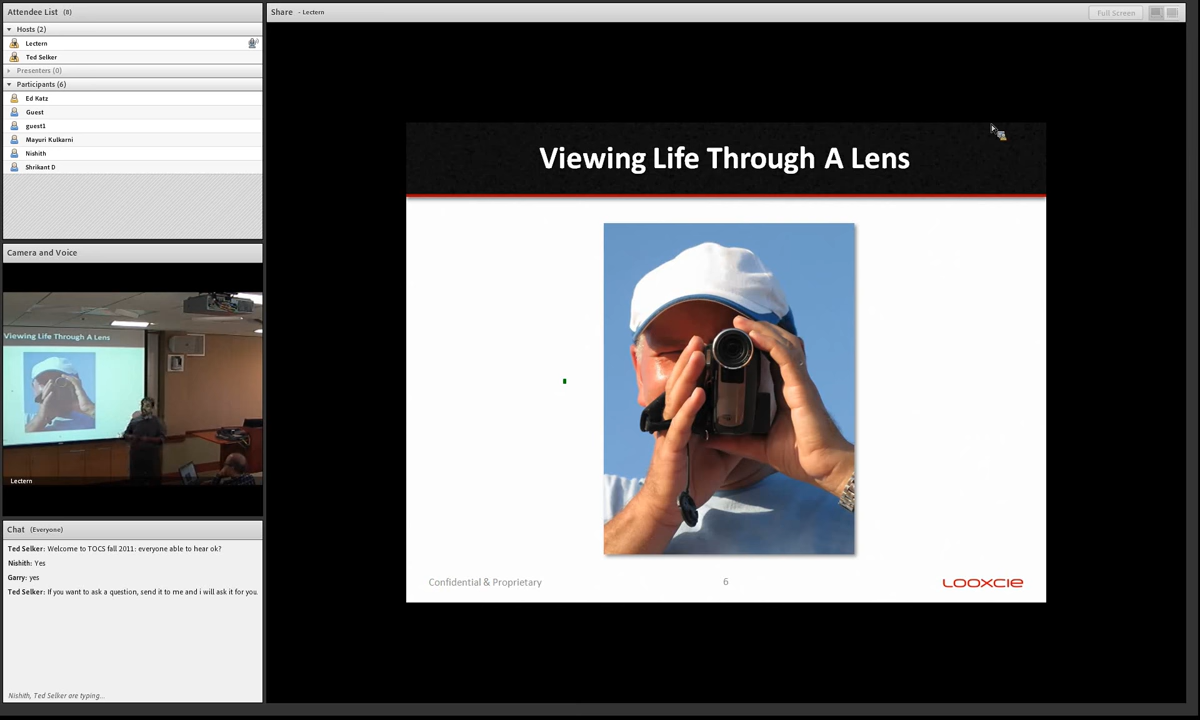 Attendee List (8)
Hosts (2)
Lectern
Ted Selker
Presenters (0)
Participants (6)
Ed Katz
Guest
guest1
Mayuri Kulkarni
Nishith
Shrikant D
Camera and Voice
Viewing Life Through A Lens
Lectern
Chat (Everyone)
Ted Selker: Welcome to TOCS fall 2011: everyone able to hear ok?
Nishith: Yes
Garry: yes
Ted Selker: If you want to ask a question, send it to me and i will ask it for you.
Nishith, Ted Selker are typing...
Share - Lectern
Full Screen
Viewing Life Through A Lens
Confidential & Proprietary
6
LOOXCIE